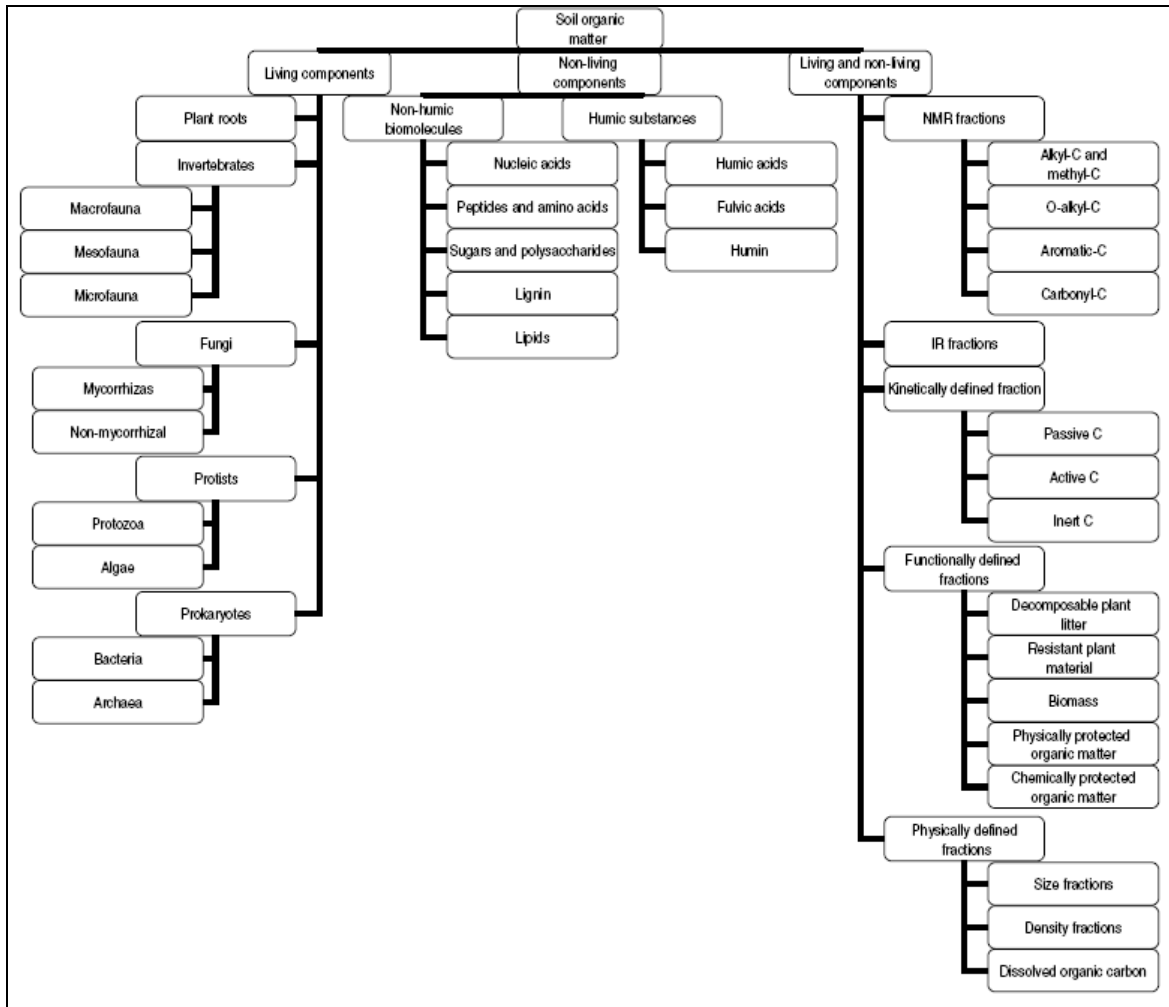 Soil organic
matter
Living components
Non-living
components
Living and non-living
components
Plant roots
Invertebrates
Macrofauna
Mesofauna
Microfauna
Fungi
Mycorrhizas
Non-mycorrhizal
Protists
Protozoa
Algae
Prokaryotes
Bacteria
Archaea
Non-humic
biomolecules
Nucleic acids
Peptides and amino acids
Sugars and polysaccharides
Lignin
Lipids
Humic substances
Humic acids
Fulvic acids
Humin
NMR fractions
Alkyl-C and
methyl-C
O-alkyl-C
Aromatic-C
Carbonyl-C
IR fractions
Kinetically defined fraction
Passive C
Active C
Inert C
Functionally defined
fractions
Decomposable plant
litter
Resistant plant
material
Biomass
Physically protected
organic matter
Chemically protected
organic matter
Physically defined
fractions
Size fractions
Density fractions
Dissolved organic carbon